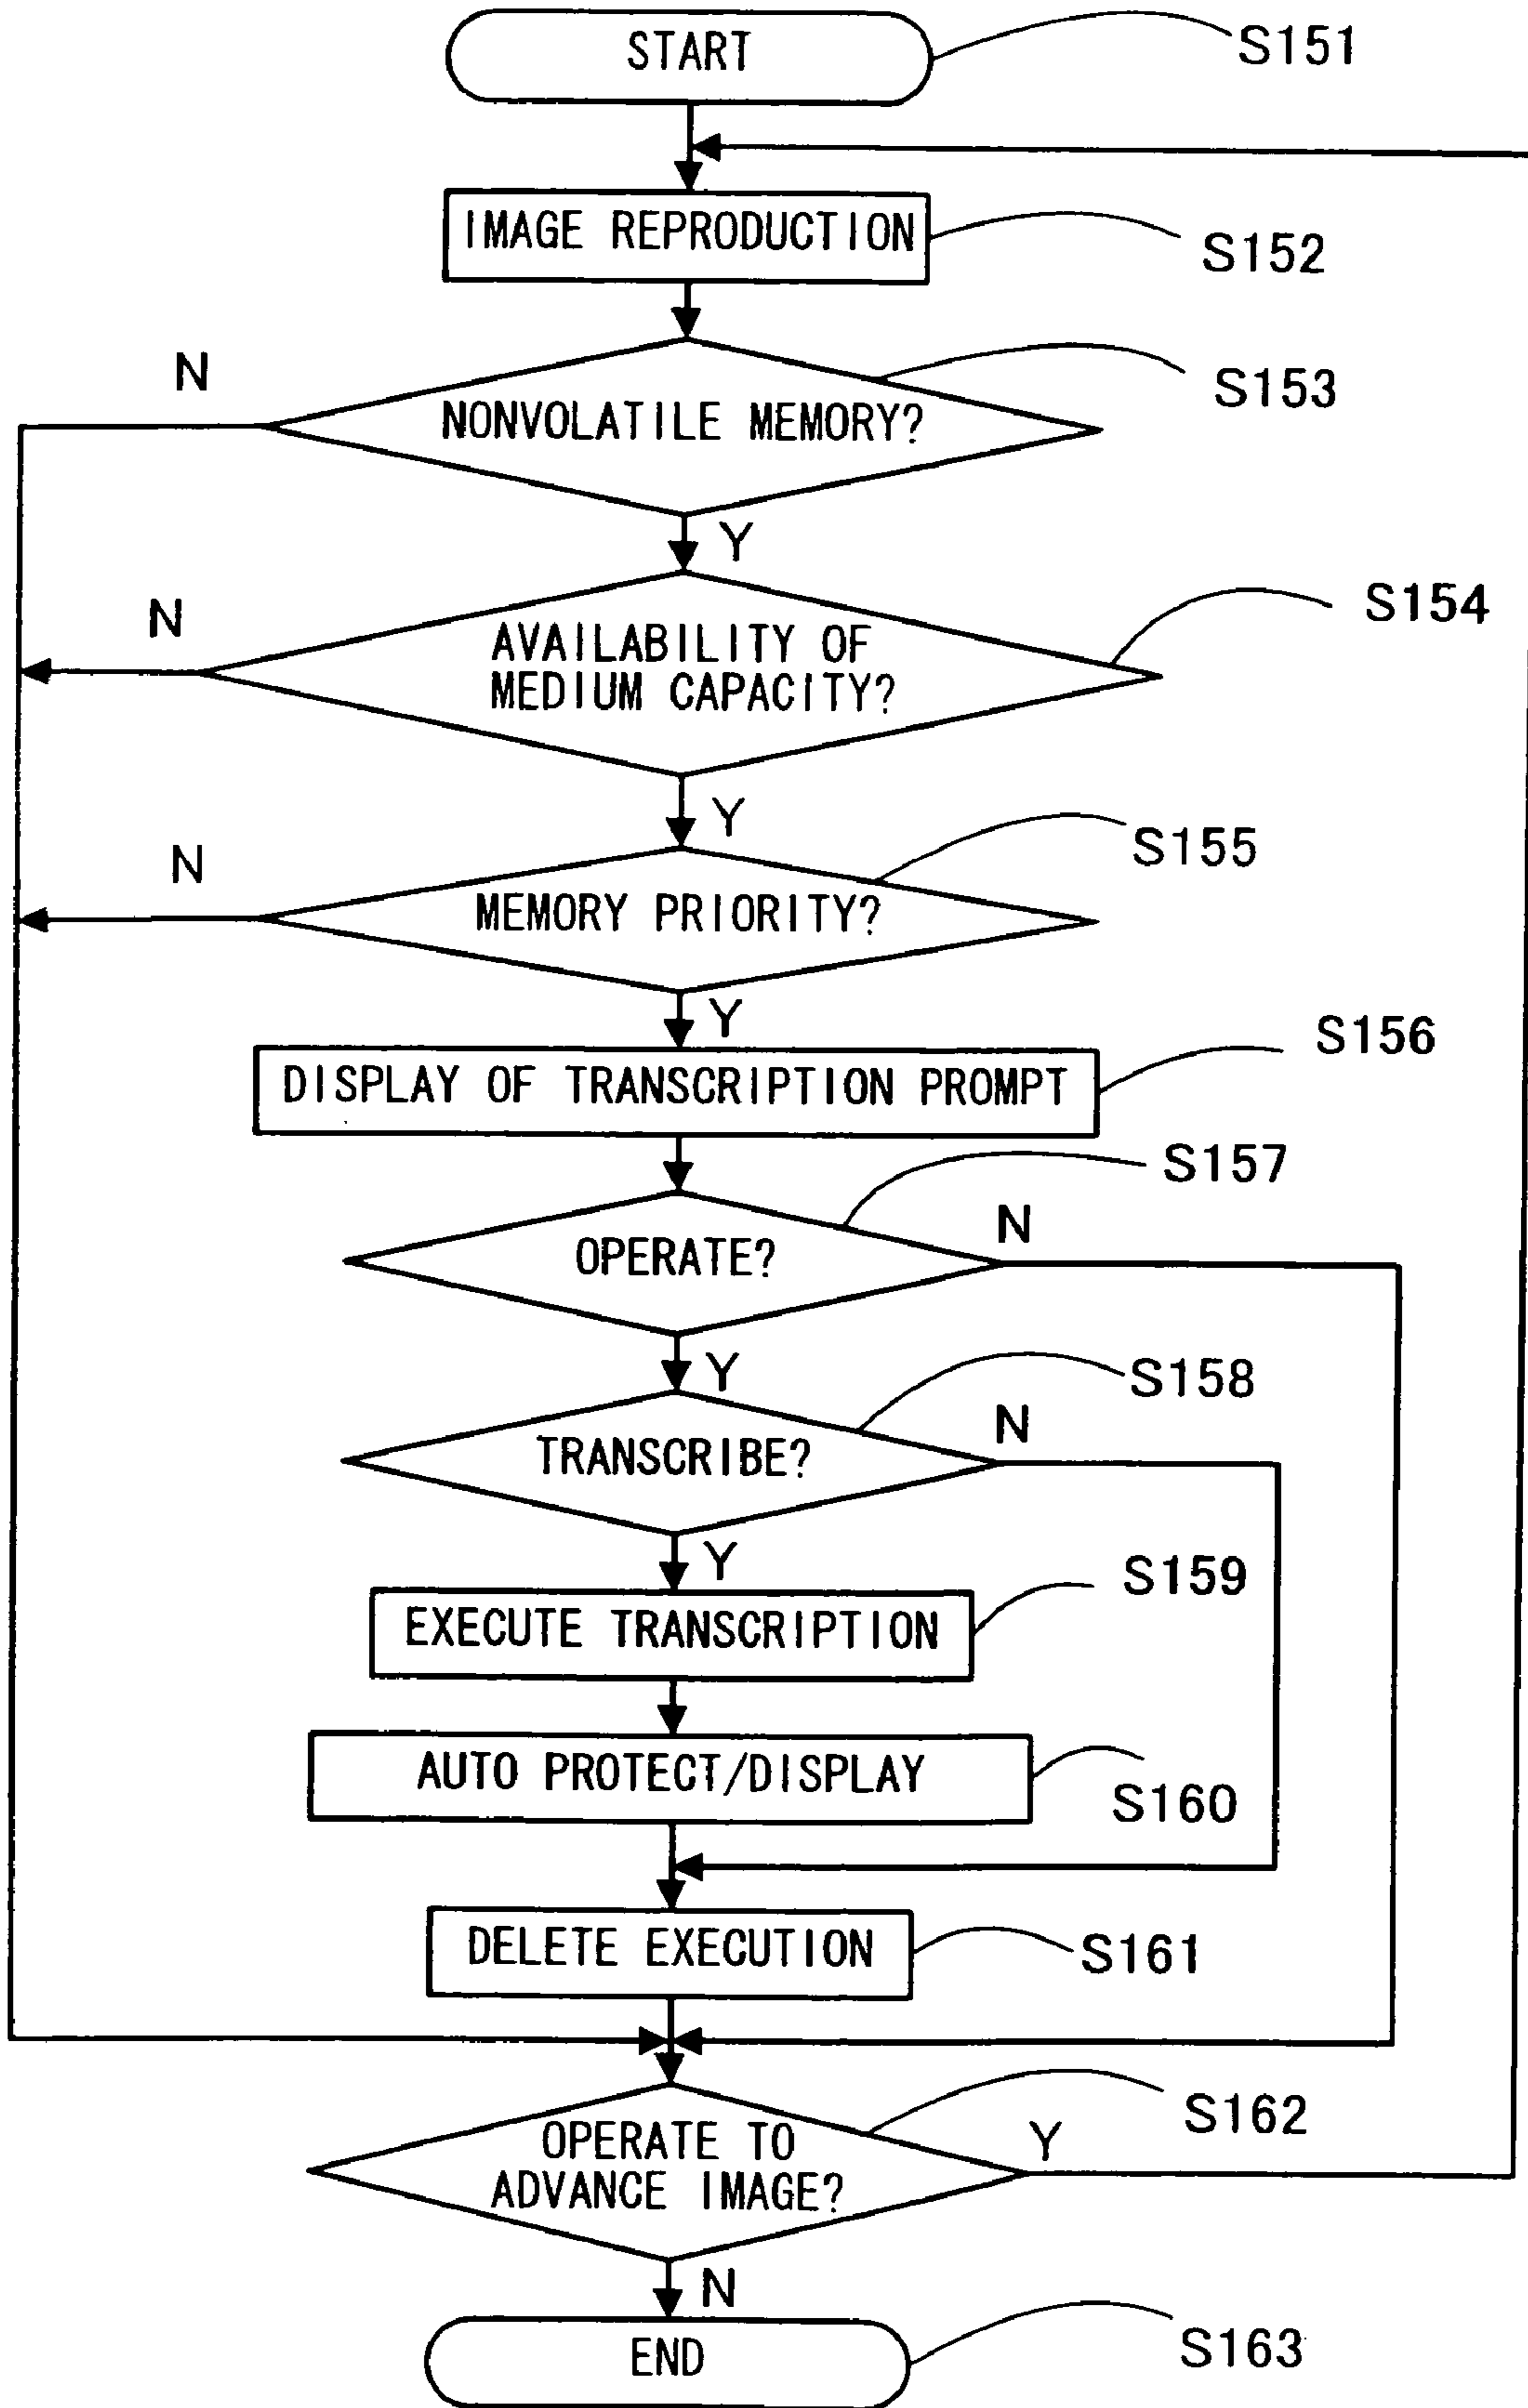 START
S151
IMAGE REPRODUCTION
S152
N
NONVOLATILE MEMORY?
S153
Y
N
AVAILABILITY OF
MEDIUM CAPACITY?
S154
Y
N
MEMORY PRIORITY?
S155
Y
DISPLAY OF TRANSCRIPTION PROMPT
S156
S157
OPERATE?
N
Y
S158
TRANSCRIBE?
N
Y
EXECUTE TRANSCRIPTION
S159
AUTO PROTECT/DISPLAY
S160
DELETE EXECUTION
S161
OPERATE TO
ADVANCE IMAGE?
Y
S162
N
END
S163